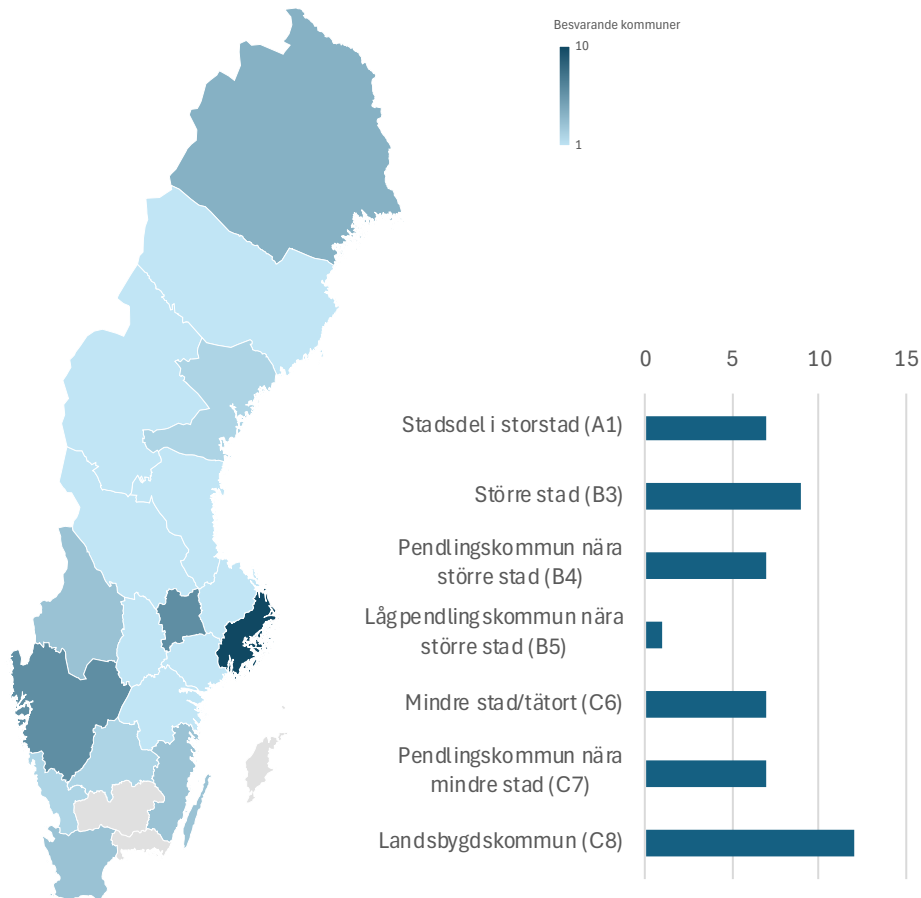 Besvarande kommuner
10
1
0 5 10 15
Stadsdel i storstad (A1)
Större stad (B3)
Pendlingskommun nära
större stad (B4)
Lågpendlingskommun nära
större stad (B5)
Mindre stad/tätort (C6)
Pendlingskommun nära
mindre stad (C7)
Landsbygdskommun (C8)